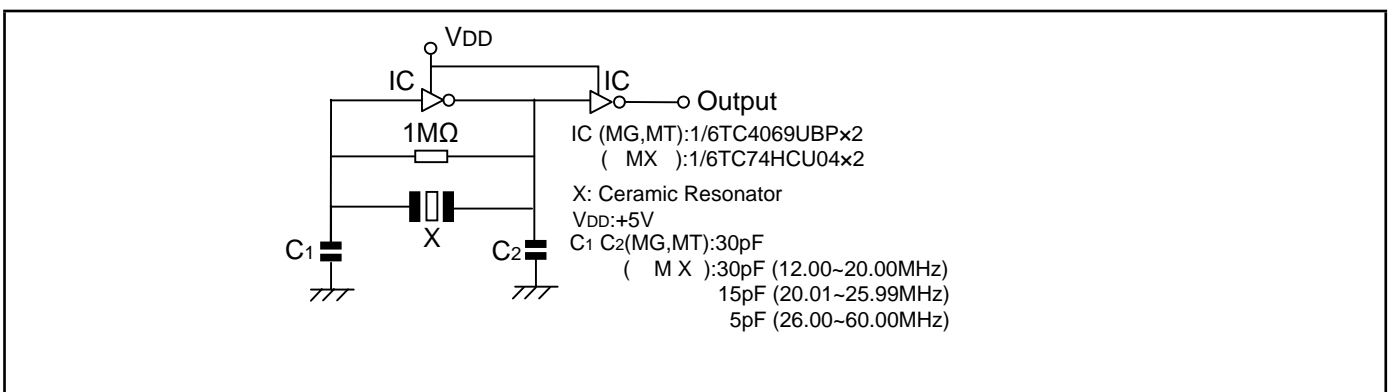 VDD
IC
IC
Output
1MΩ
IC (MG,MT):1/6TC4069UBP×2
( MX ):1/6TC74HCU04×2
X: Ceramic Resonator
VDD:+5V
X
C1
C2
C1 C2(MG,MT):30pF
( M X ):30pF (12.00~20.00MHz)
15pF (20.01~25.99MHz)
5pF (26.00~60.00MHz)